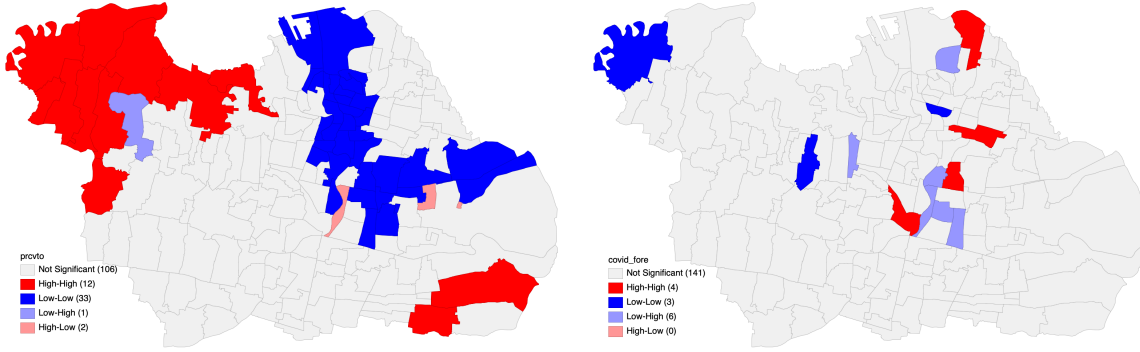 prcvto
Not Significant (106)
High-High (12)
Low-Low (33)
Low-High (1)
High-Low (2)
covid_fore
Not Significant (141)
High-High (4)
Low-Low (3)
Low-High (6)
High-Low (0)